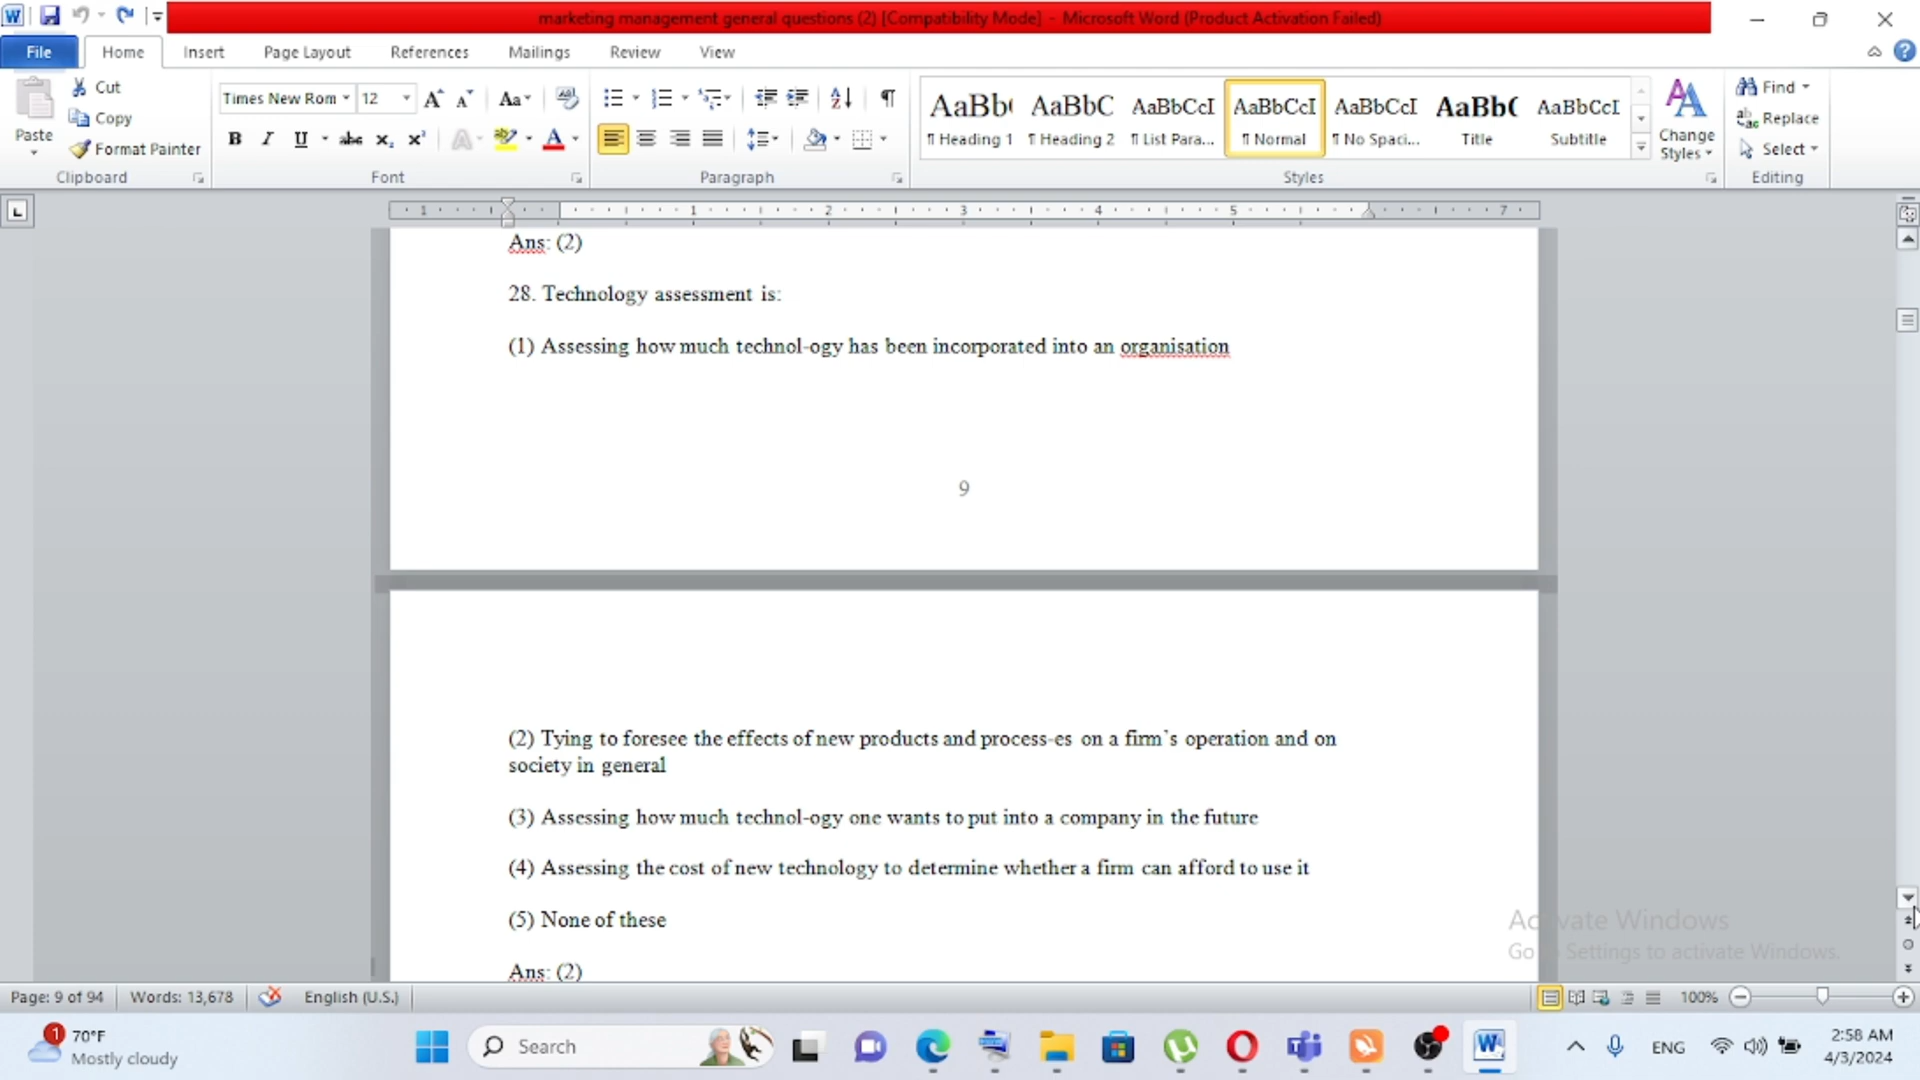 marketing management general questions (2) [Compatibility Mode] - Microsoft Word (Product Activation Failed)
File Home Insert Page Layout References Mailings Review View
Paste
Cut
Copy
Format Painter
Clipboard
Times New Rom 12
Font
Paragraph
AaBb( AaBbC AaBbCcI AaBbCcI AaBbCcI AaBb( AaBbCcI
¶ Heading 1 ¶ Heading 2 ¶ List Para... ¶ Normal ¶ No Spaci... Title Subtitle
Change
Styles
Styles
Find
Replace
Select
Editing
1 1 2 3 4 5 7
Ans: (2)
28. Technology assessment is:
(1) Assessing how much technol-ogy has been incorporated into an organisation
9
(2) Tying to foresee the effects of new products and process-es on a firm`s operation and on
society in general
(3) Assessing how much technol-ogy one wants to put into a company in the future
(4) Assessing the cost of new technology to determine whether a firm can afford to use it
(5) None of these
Ans: (2)
Activate Windows
Go to Settings to activate Windows.
Page: 9 of 94 Words: 13,678 English (U.S.) 100%
1
70°F
Mostly cloudy
Search
ENG
2:58 AM
4/3/2024